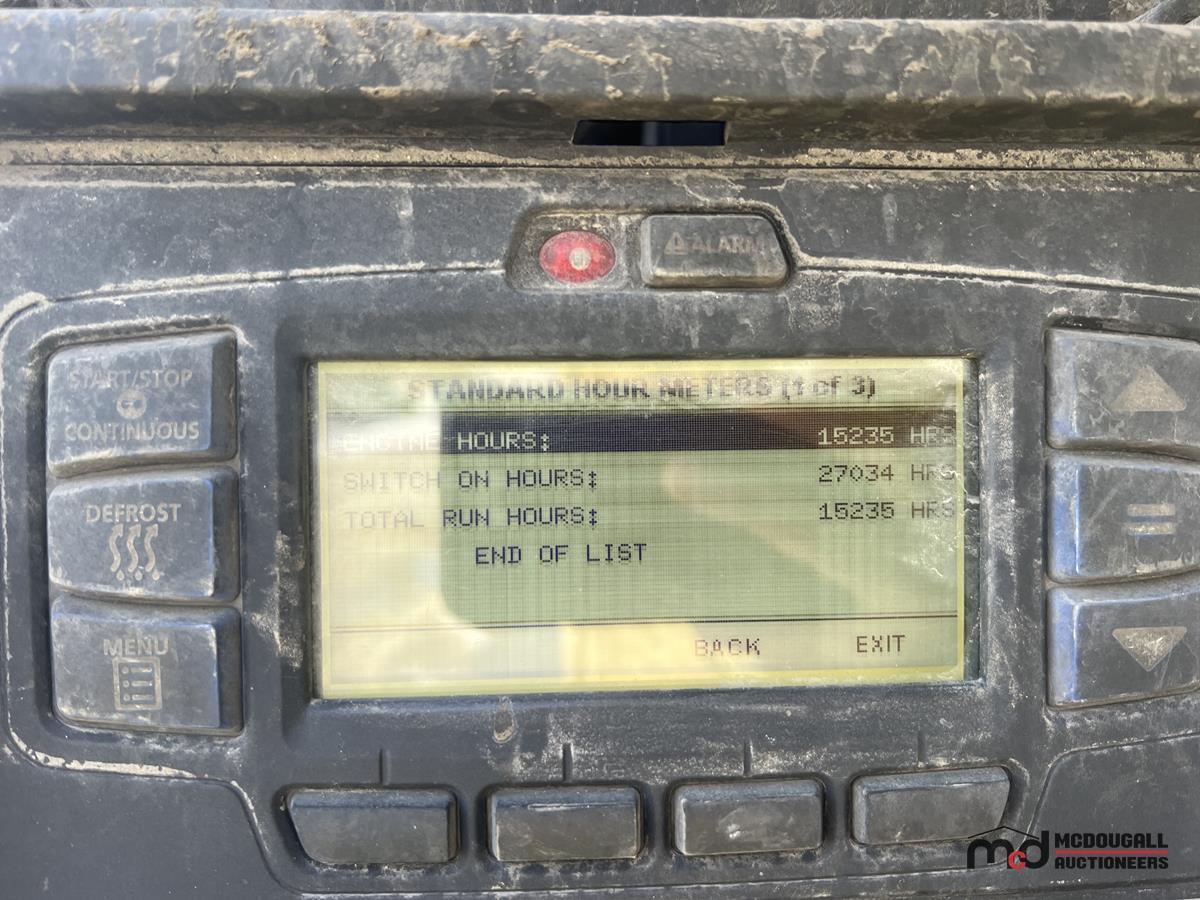 ALARM
START/STOP
CONTINUOUS
DEFROST
MENU
STANDARD HOUR METERS (1 of 3)
ENGINE HOURS: 15235 HRS
SWITCH ON HOURS: 27034 HRS
TOTAL RUN HOURS: 15235 HRS
END OF LIST
BACK EXIT
=
mcd MCDOUGALL
AUCTIONEERS